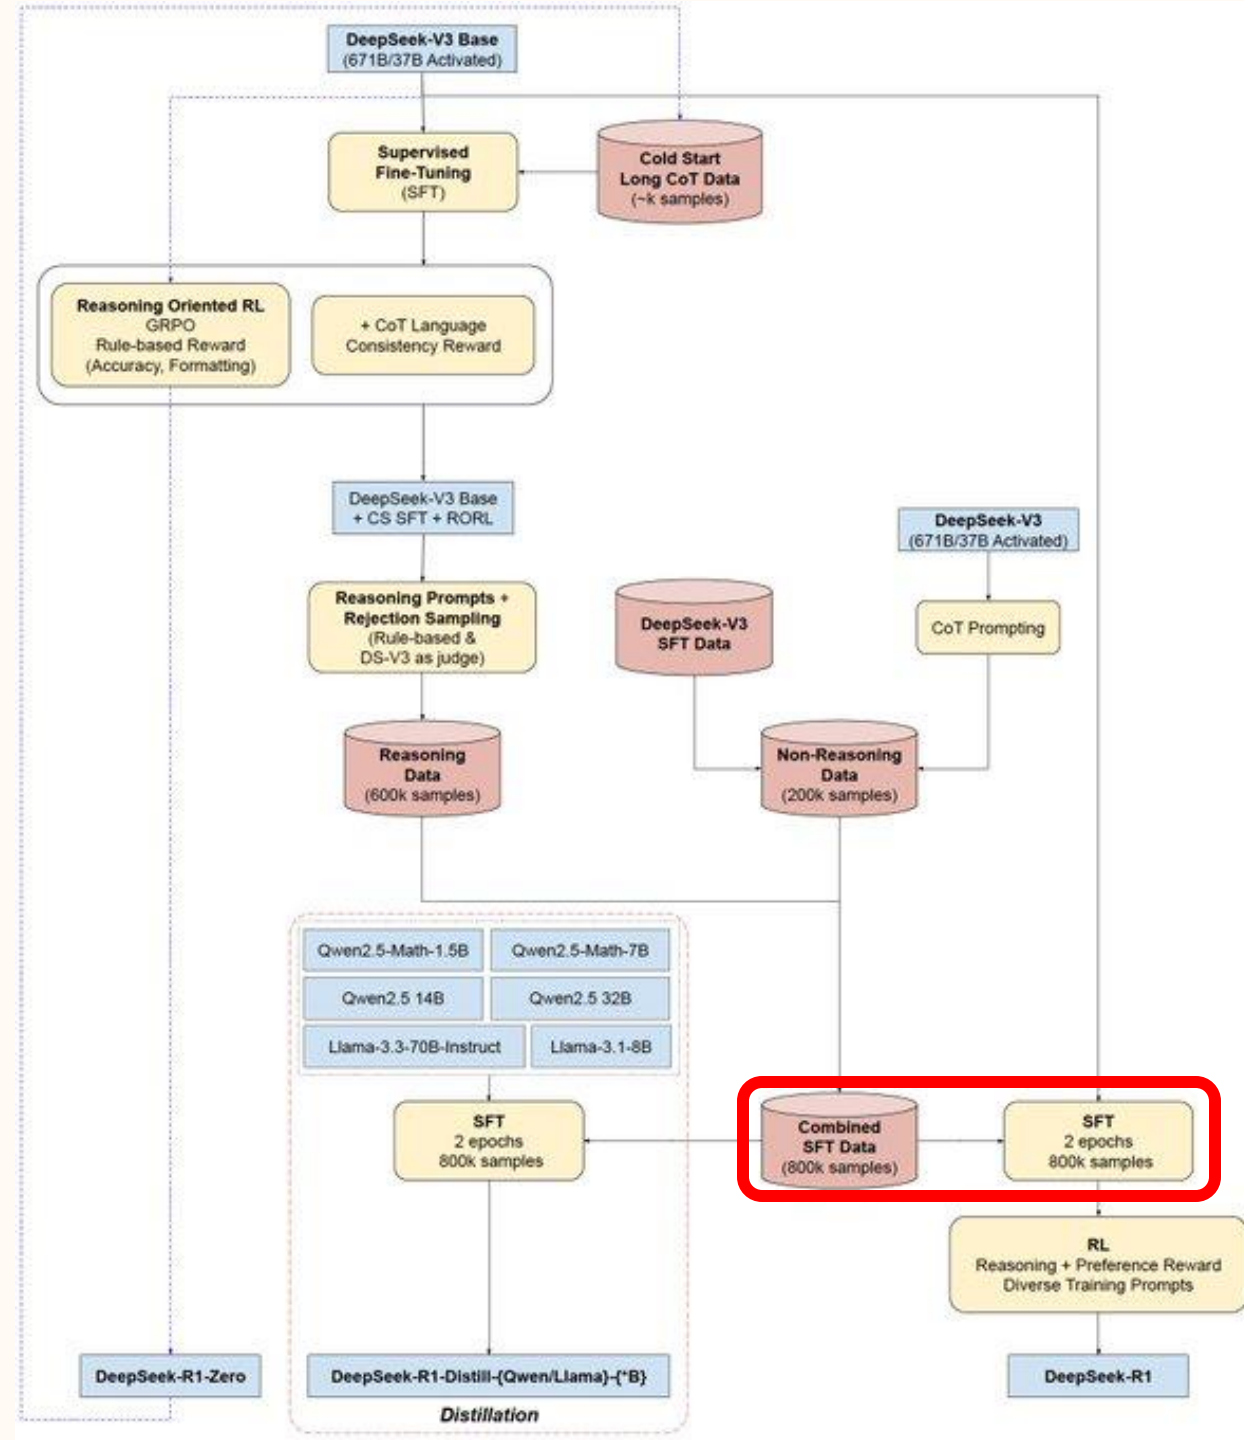 DeepSeek-V3 Base
(671B/37B Activated)
Supervised
Fine-Tuning
(SFT)
Cold Start
Long CoT Data
(~k samples)
Reasoning Oriented RL
GRPO
Rule-based Reward
(Accuracy, Formatting)
+ CoT Language
Consistency Reward
DeepSeek-V3 Base
+ CS SFT + RORL
DeepSeek-V3
(671B/37B Activated)
Reasoning Prompts +
Rejection Sampling
(Rule-based &
DS-V3 as judge)
DeepSeek-V3
SFT Data
CoT Prompting
Reasoning
Data
(600k samples)
Non-Reasoning
Data
(200k samples)
Qwen2.5-Math-1.5B
Qwen2.5-Math-7B
Qwen2.5 14B
Qwen2.5 32B
Llama-3.3-70B-Instruct
Llama-3.1-8B
SFT
2 epochs
800k samples
Combined
SFT Data
(800k samples)
SFT
2 epochs
800k samples
RL
Reasoning + Preference Reward
Diverse Training Prompts
DeepSeek-R1-Zero
DeepSeek-R1-Distill-{Qwen/Llama}-{*B}
DeepSeek-R1
Distillation